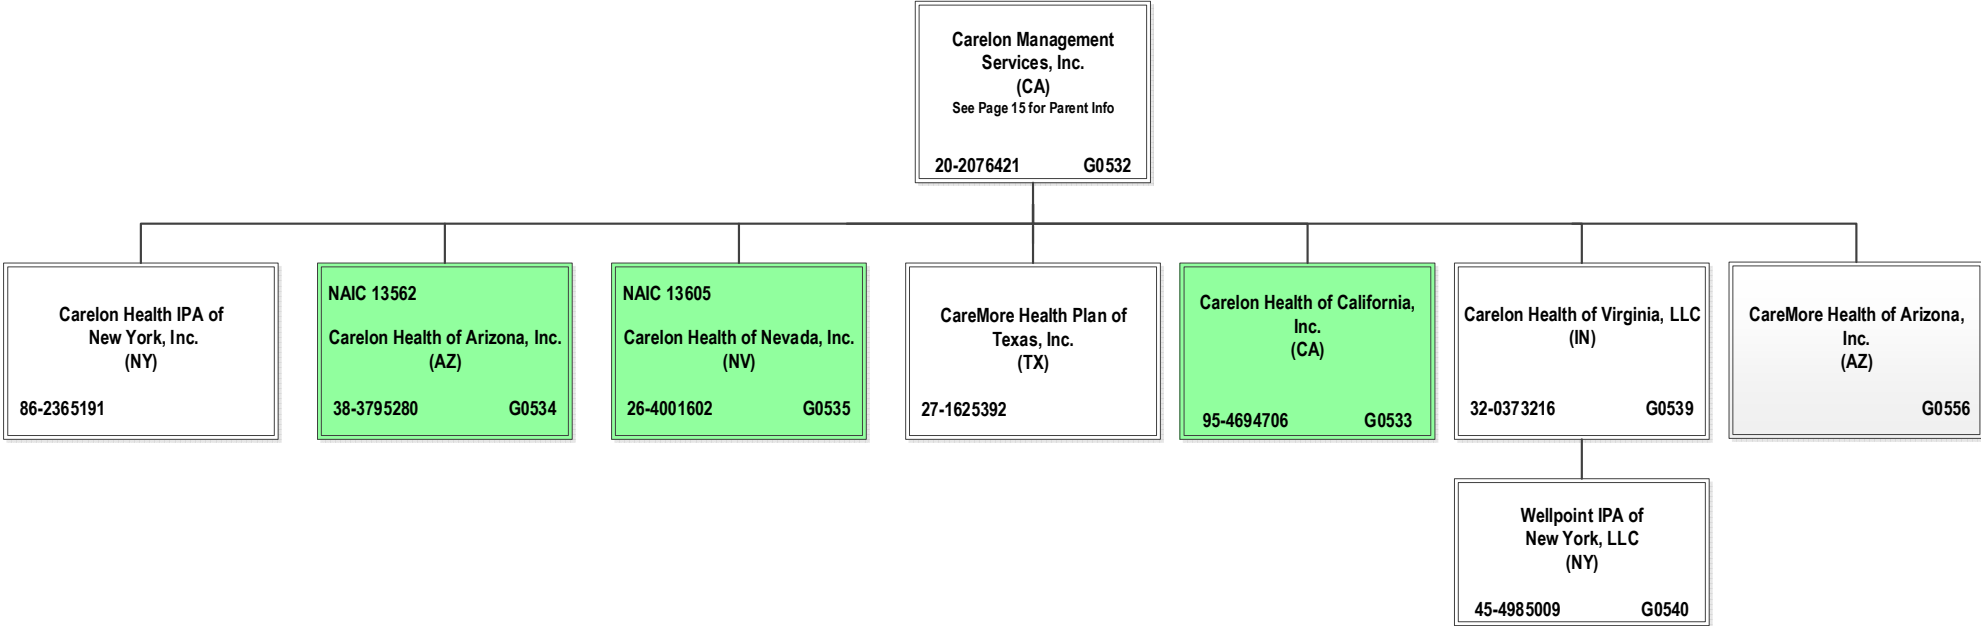 Carelon Management
Services, Inc.
(CA)
See Page 15 for Parent Info
20-2076421 G0532
Carelon Health IPA of
New York, Inc.
(NY)
86-2365191
NAIC 13562
Carelon Health of Arizona, Inc.
(AZ)
38-3795280 G0534
NAIC 13605
Carelon Health of Nevada, Inc.
(NV)
26-4001602 G0535
CareMore Health Plan of
Texas, Inc.
(TX)
27-1625392
Carelon Health of California,
Inc.
(CA)
95-4694706 G0533
Carelon Health of Virginia, LLC
(IN)
32-0373216 G0539
CareMore Health of Arizona,
Inc.
(AZ)
G0556
Wellpoint IPA of
New York, LLC
(NY)
45-4985009 G0540